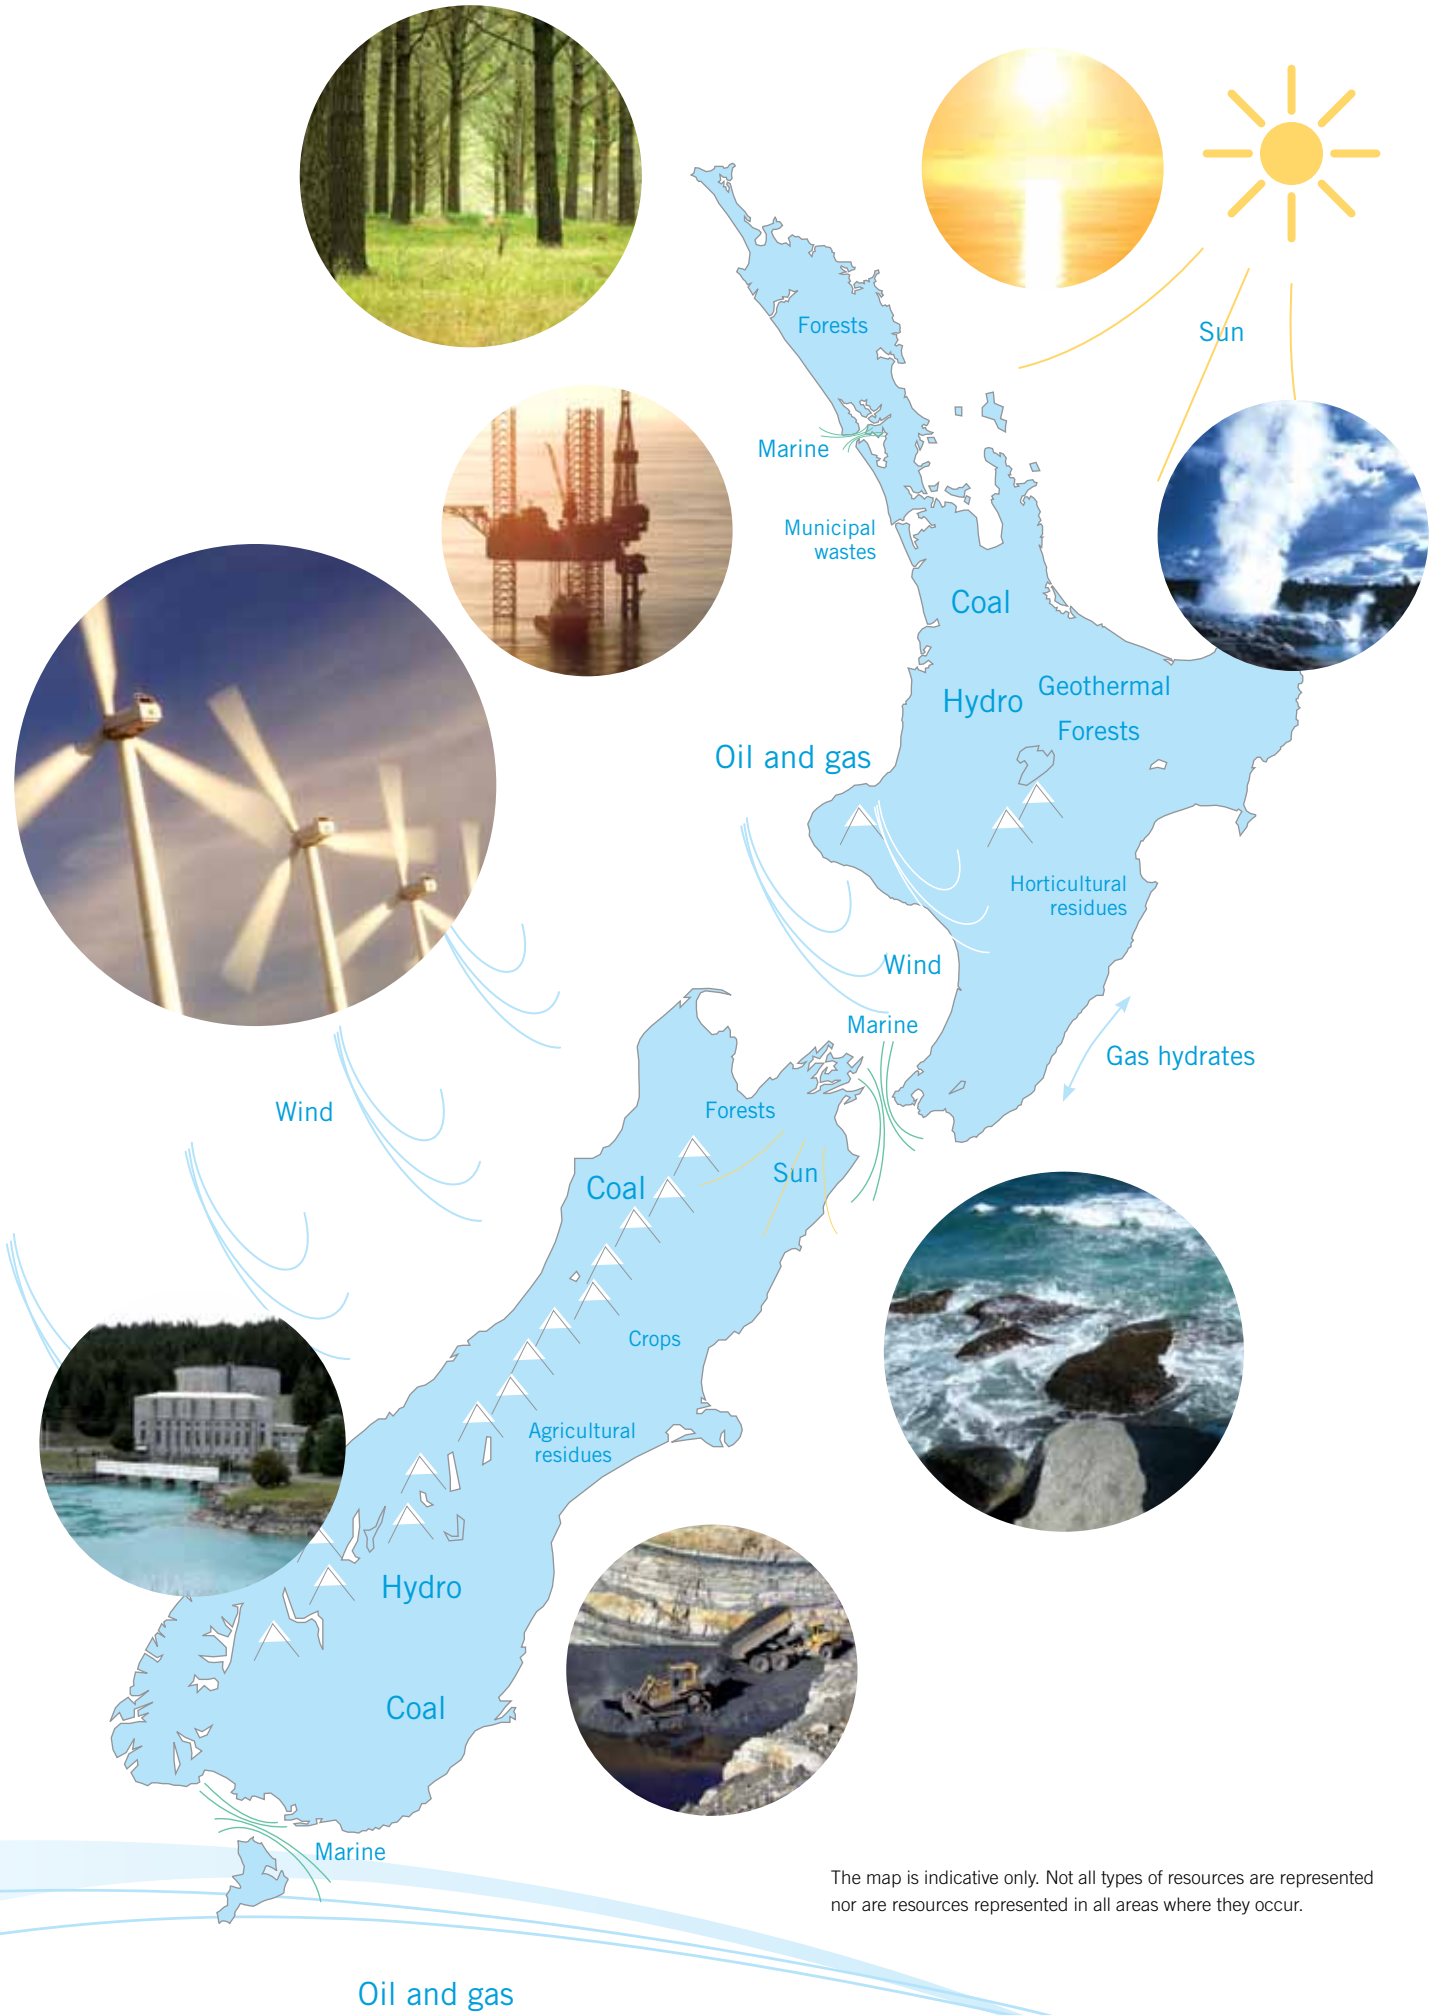 Forests
Sun
Marine
Municipal
wastes
Coal
Geothermal
Hydro
Forests
Oil and gas
Horticultural
residues
Wind
Marine
Gas hydrates
Wind
Forests
Sun
Coal
Crops
Agricultural
residues
Hydro
Coal
Marine
The map is indicative only. Not all types of resources are represented
nor are resources represented in all areas where they occur.
Oil and gas